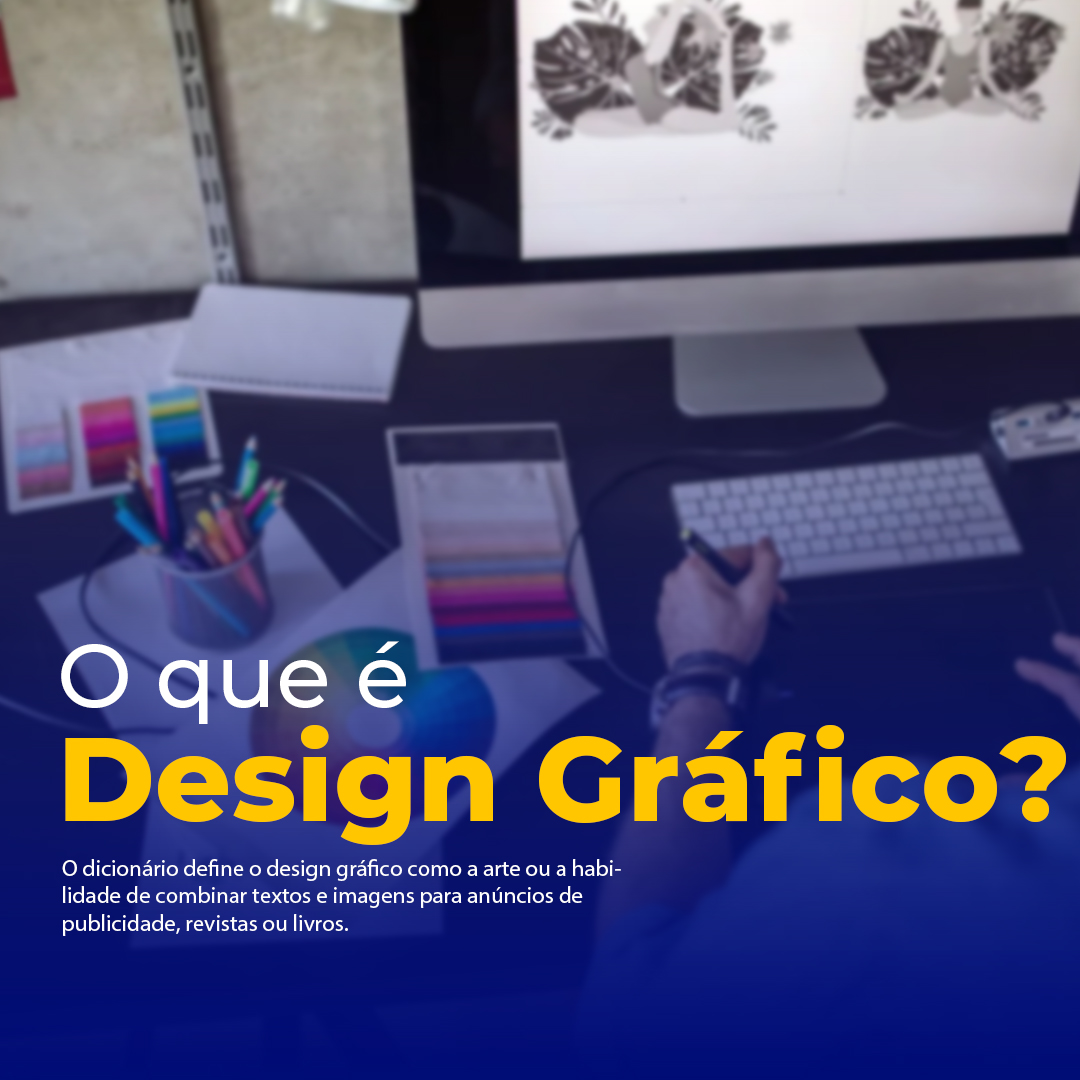 O que é
Design Gráfico?
O dicionário define o design gráfico como a arte ou a habi-
lidade de combinar textos e imagens para anúncios de
publicidade, revistas ou livros.